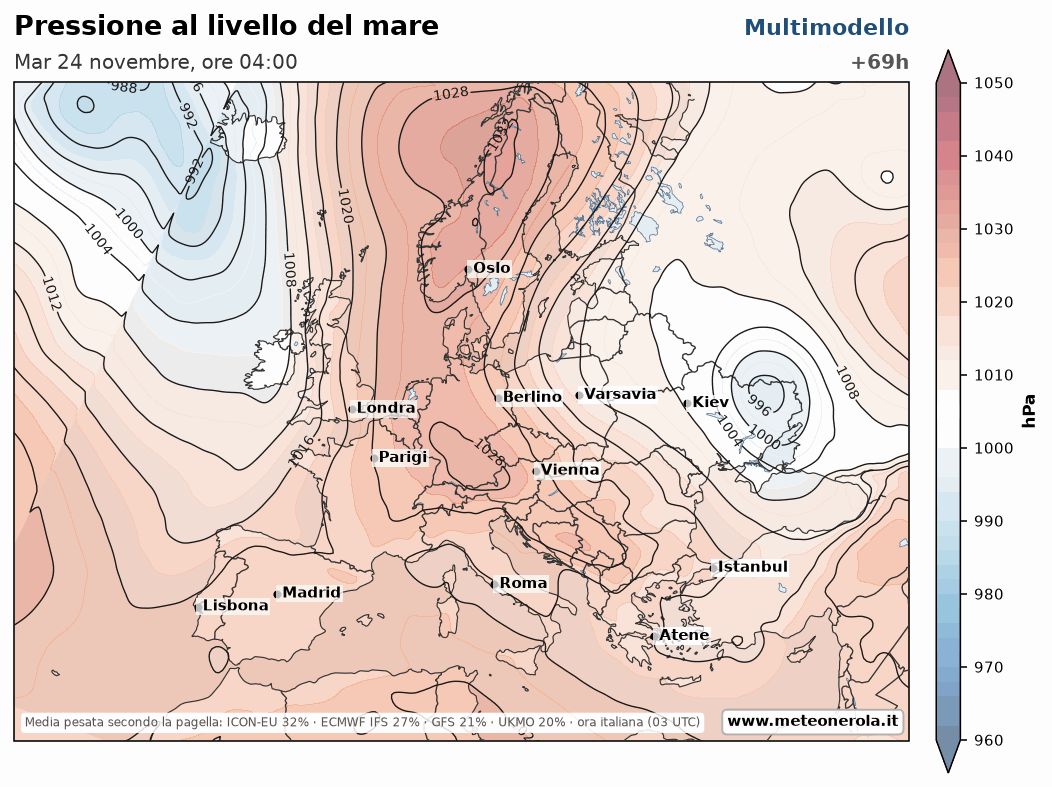 Pressione al livello del mare
Multimodello
Mar 24 novembre, ore 04:00
+69h
988
992
992
1000
1004
1012
1008
1020
1028
1016
1028
1008
996
1004
1000
Oslo
Berlino
Varsavia
Kiev
Londra
Parigi
Vienna
Istanbul
Roma
Madrid
Lisbona
Atene
Media pesata secondo la pagella: ICON-EU 32% · ECMWF IFS 27% · GFS 21% · UKMO 20% · ora italiana (03 UTC)
www.meteonerola.it
1050
1040
1030
1020
1010
1000
990
980
970
960
hPa